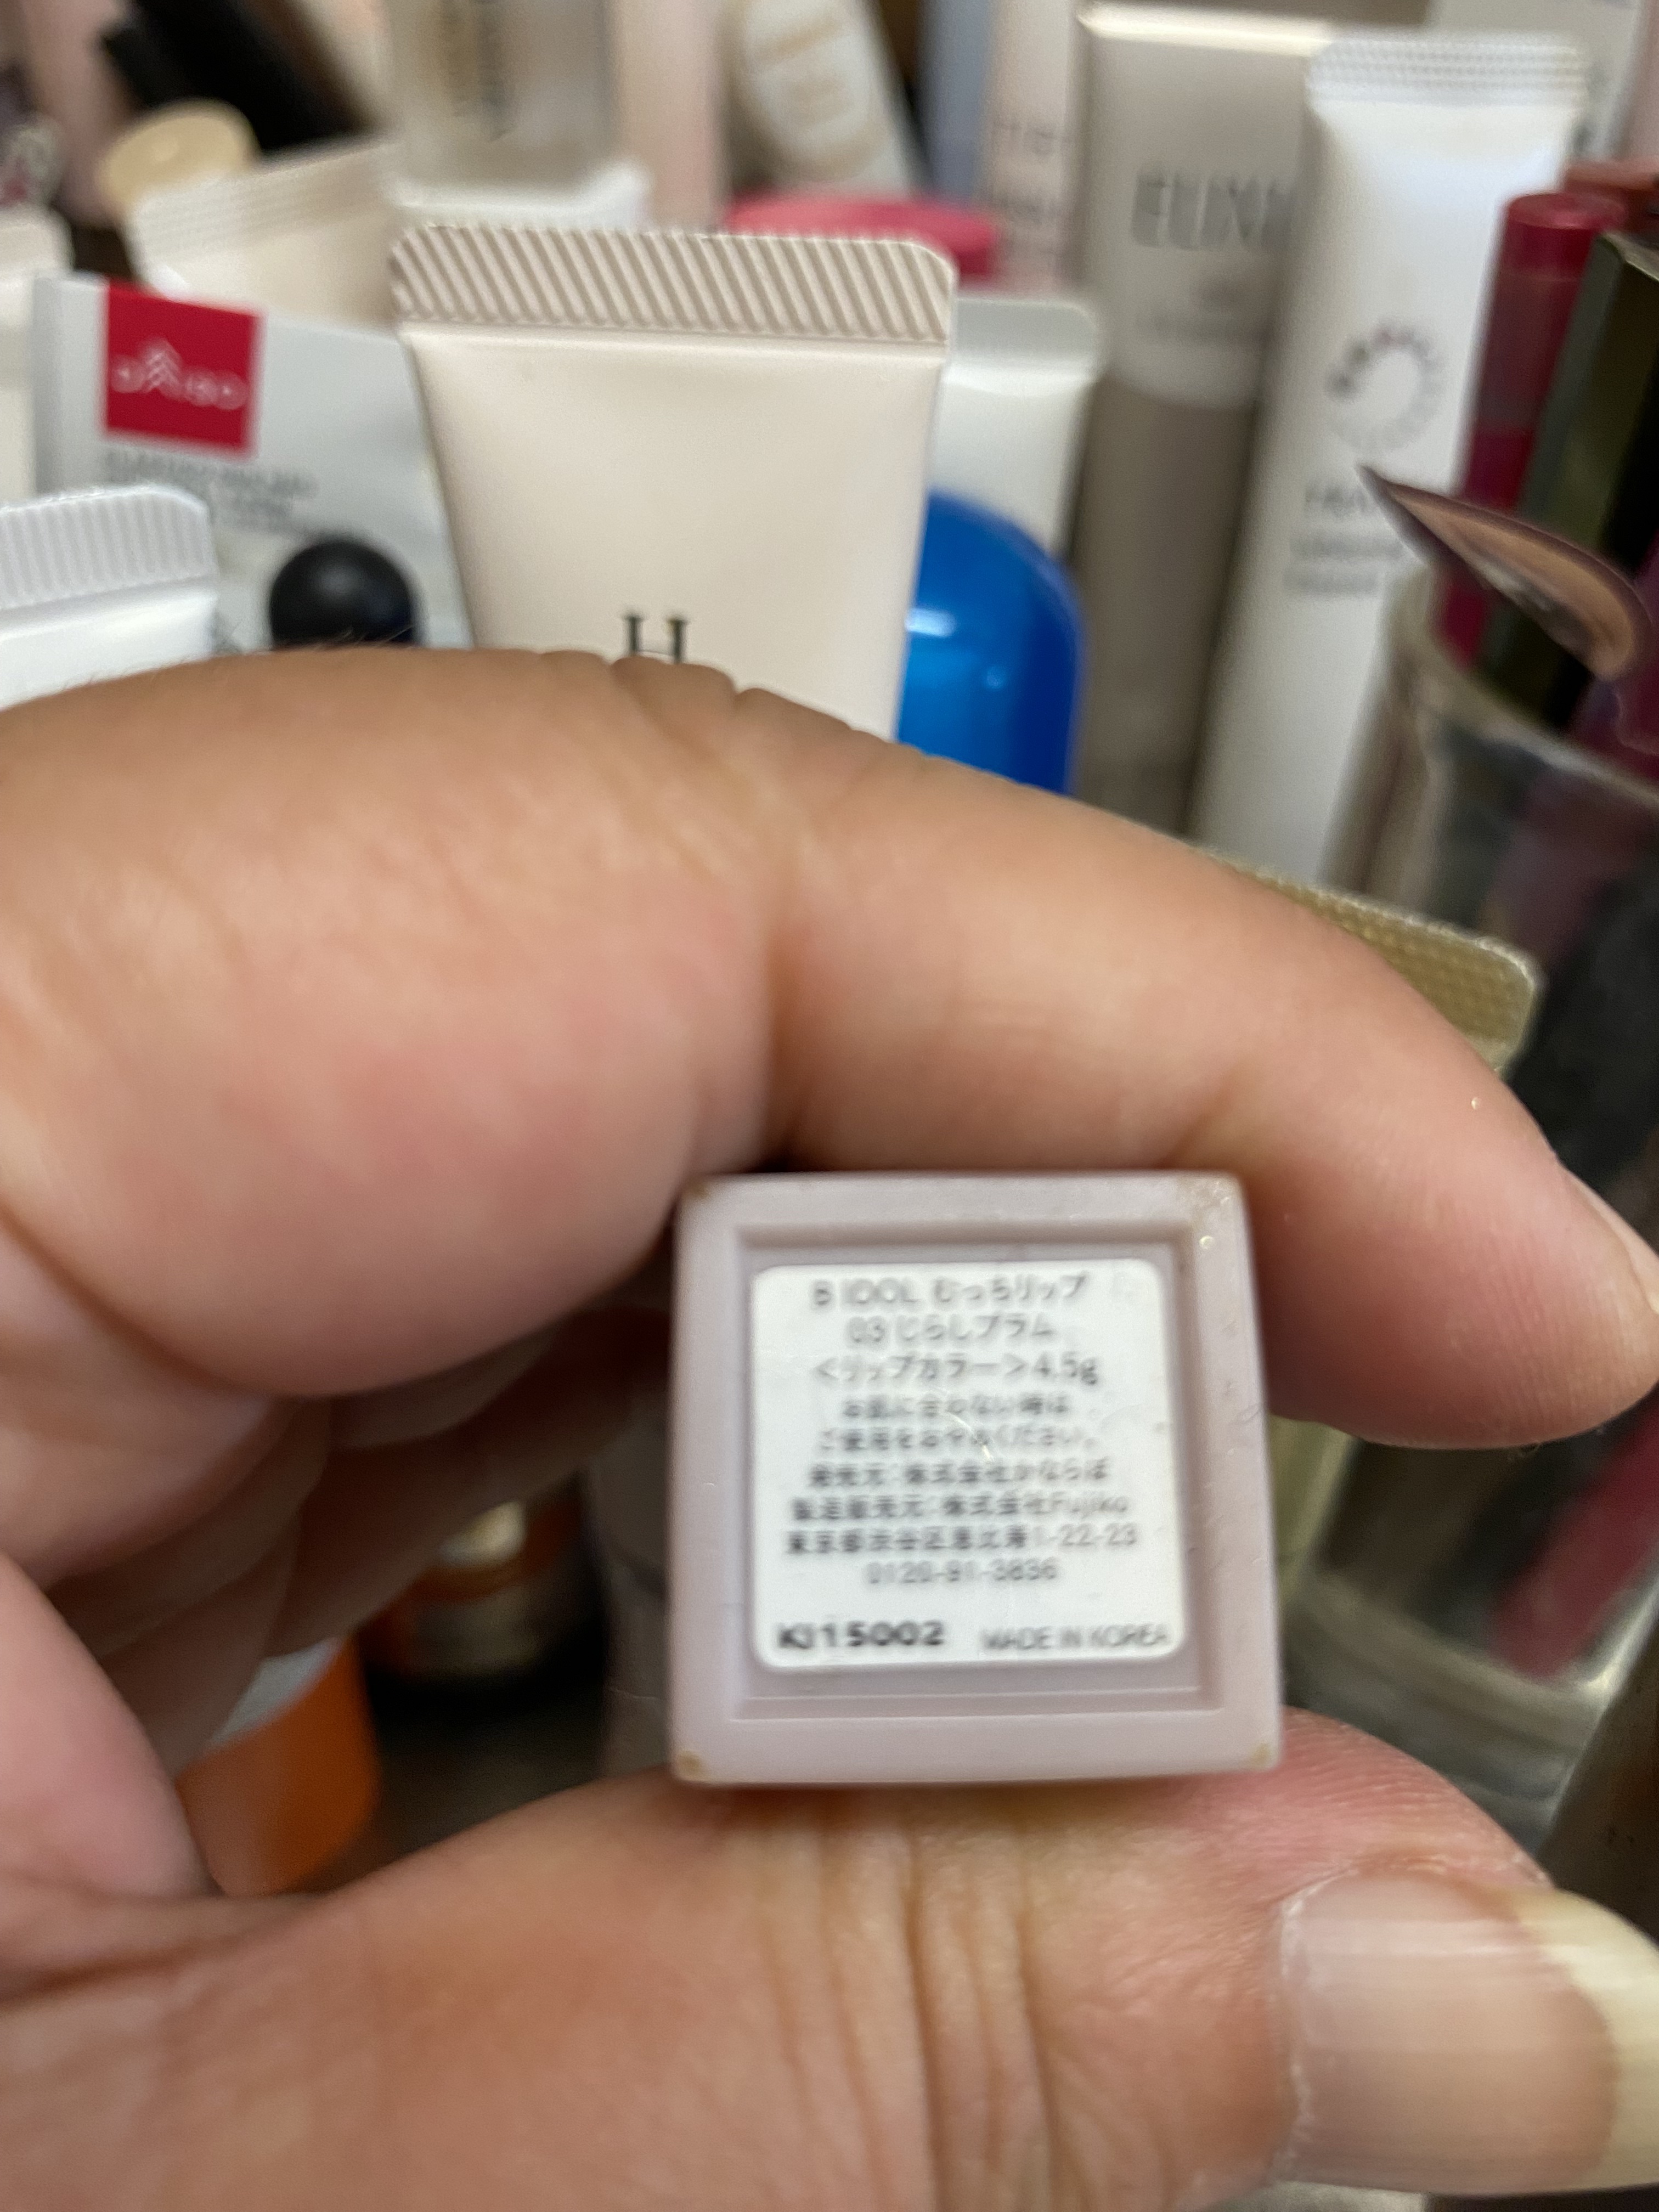 ELIXI
DAISO
H
B IDOL むっちリップ
03 じらしプラム
<リップカラー> 4.5g
お肌に合わない時は
ご使用をおやめください。
発売元:株式会社かならぼ
製造販売元:株式会社Fujiko
東京都渋谷区恵比寿1-22-23
0120-91-3836
KJ15002 MADE IN KOREA